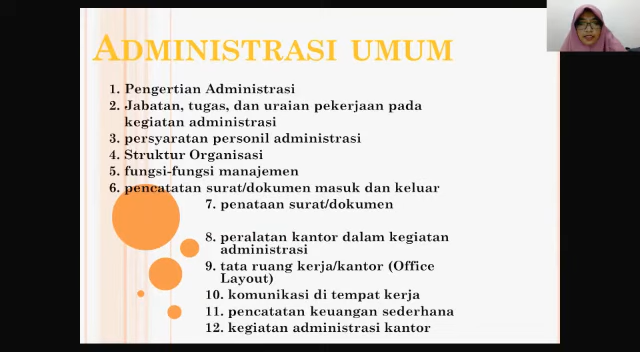 ADMINISTRASI UMUM
1. Pengertian Administrasi
2. Jabatan, tugas, dan uraian pekerjaan pada
kegiatan administrasi
3. persyaratan personil administrasi
4. Struktur Organisasi
5. fungsi-fungsi manajemen
6. pencatatan surat/dokumen masuk dan keluar
7. penataan surat/dokumen
8. peralatan kantor dalam kegiatan
administrasi
9. tata ruang kerja/kantor (Office
Layout)
10. komunikasi di tempat kerja
11. pencatatan keuangan sederhana
12. kegiatan administrasi kantor